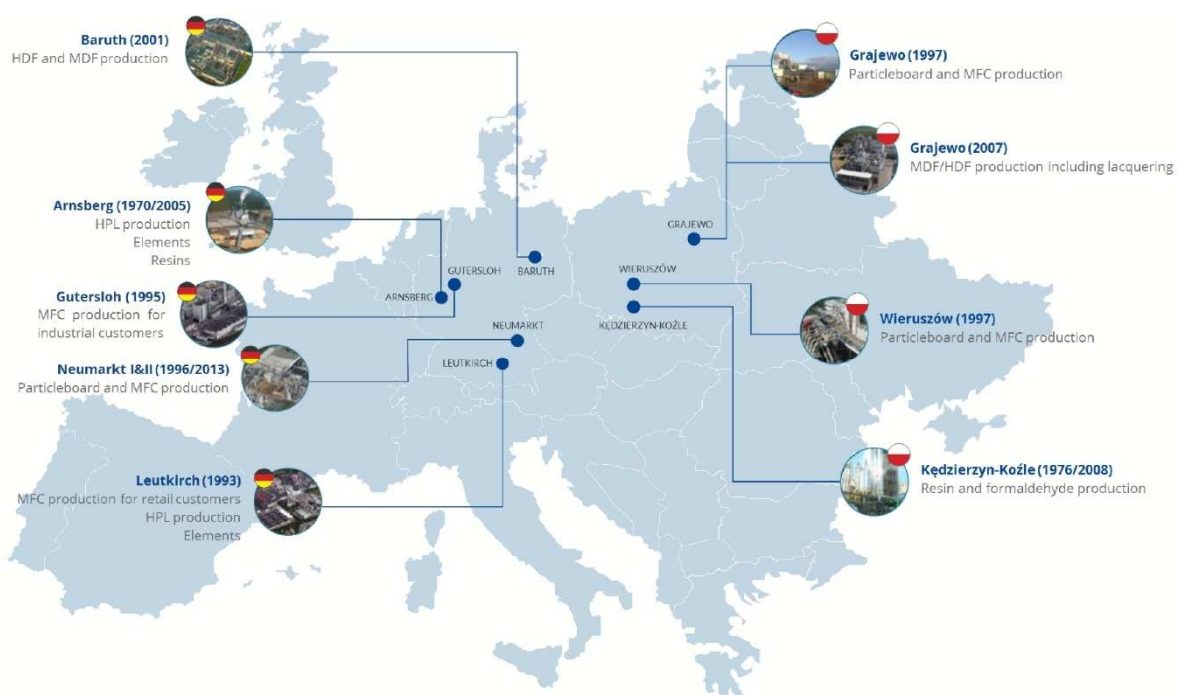 Baruth (2001)
HDF and MDF production
Arnsberg (1970/2005)
HPL production
Elements
Resins
Gutersloh (1995)
MFC production for
industrial customers
Neumarkt I&II (1996/2013)
Particleboard and MFC production
Leutkirch (1993)
MFC production for retail customers
HPL production
Elements
GRAJEWO
GUTERSLOH
BARUTH
WIERUSZÓW
ARNSBERG
NEUMARKT
KĘDZIERZYN-KOŹLE
LEUTKIRCH
Grajewo (1997)
Particleboard and MFC production
Grajewo (2007)
MDF/HDF production including lacquering
Wieruszów (1997)
Particleboard and MFC production
Kędzierzyn-Koźle (1976/2008)
Resin and formaldehyde production